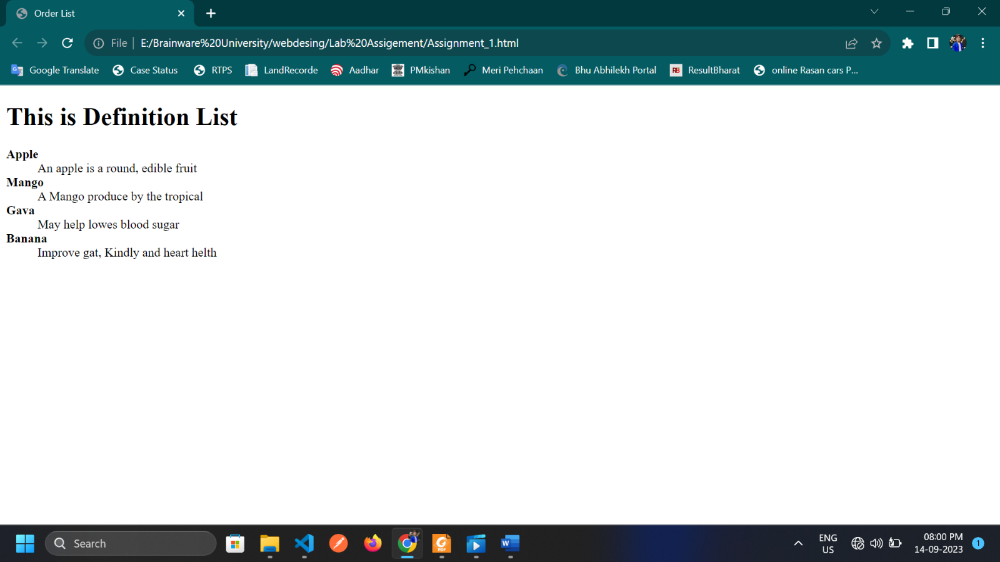 Order List
File
E:/Brainware%20University/webdesing/Lab%20Assigement/Assignment_1.html
Google Translate Case Status RTPS LandRecorde Aadhar PMkishan Meri Pehchaan Bhu Abhilekh Portal RB ResultBharat online Rasan cars P...
This is Definition List
Apple
An apple is a round, edible fruit
Mango
A Mango produce by the tropical
Gava
May help lowes blood sugar
Banana
Improve gat, Kindly and heart helth
Search
PDF
W
ENG
US
08:00 PM
14-09-2023
1